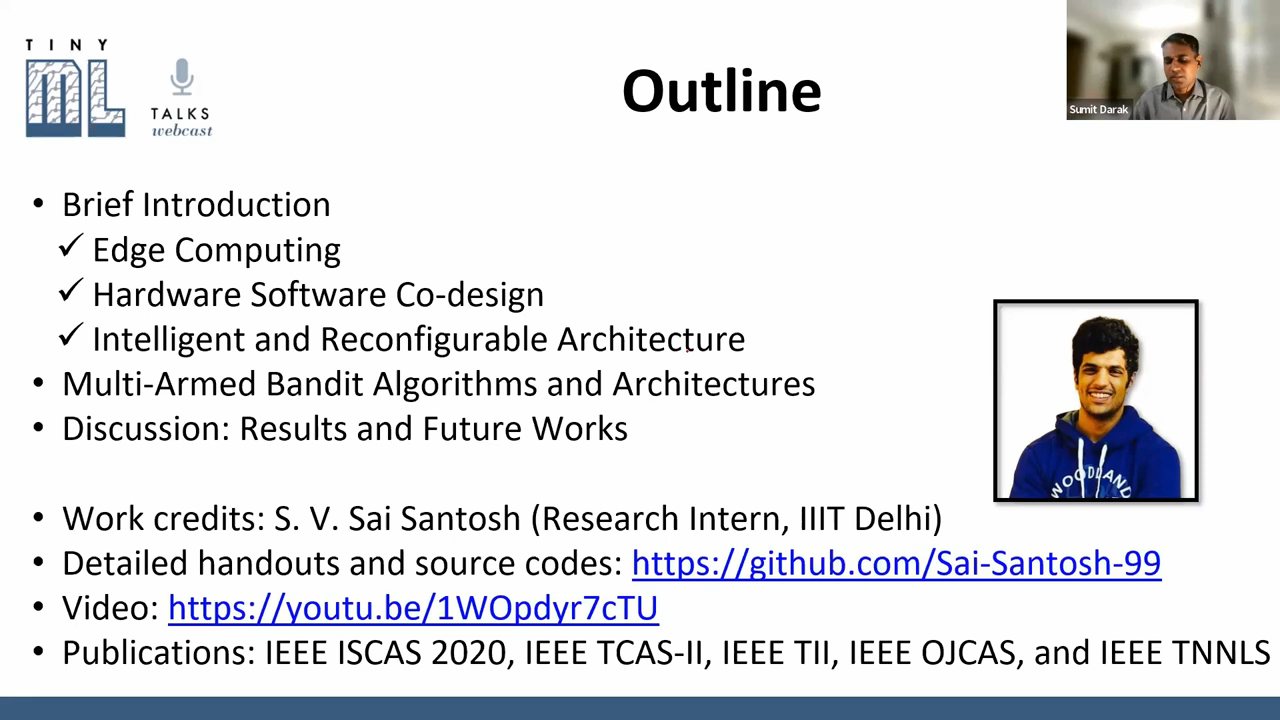 TINY
ML
TALKS
webcast
Outline
Sumit Darak
• Brief Introduction
✓ Edge Computing
✓ Hardware Software Co-design
✓ Intelligent and Reconfigurable Architecture
• Multi-Armed Bandit Algorithms and Architectures
• Discussion: Results and Future Works
WOODLAND
• Work credits: S. V. Sai Santosh (Research Intern, IIIT Delhi)
• Detailed handouts and source codes: https://github.com/Sai-Santosh-99
• Video: https://youtu.be/1WOpdyr7cTU
• Publications: IEEE ISCAS 2020, IEEE TCAS-II, IEEE TII, IEEE OJCAS, and IEEE TNNLS